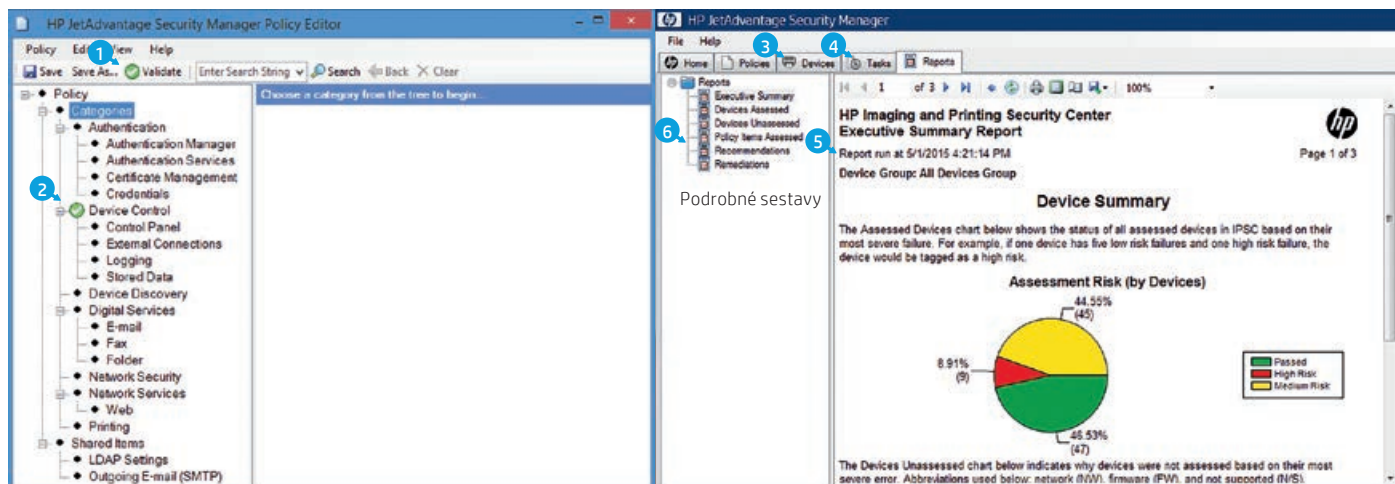 HP JetAdvantage Security Manager Policy Editor
Policy Edit View Help
1
Save Save As... Validate Enter Search String Search Back Clear
Policy
Choose a category from the tree to begin...
Categories
Authentication
Authentication Manager
Authentication Services
Certificate Management
Credentials
2
Device Control
Control Panel
External Connections
Logging
Stored Data
Device Discovery
Digital Services
E-mail
Fax
Folder
Network Security
Network Services
Web
Printing
Shared Items
LDAP Settings
Outgoing E-mail (SMTP)
HP JetAdvantage Security Manager
File Help
3
4
Home Policies Devices Tasks Reports
Reports
Executive Summary
Devices Assessed
Devices Unassessed
6
Policy Items Assessed
Recommendations
Remediations
Podrobné sestavy
1 of 3 100%
HP Imaging and Printing Security Center
Executive Summary Report
hp
5
Report run at 5/1/2015 4:21:14 PM
Page 1 of 3
Device Group: All Devices Group
Device Summary
The Assessed Devices chart below shows the status of all assessed devices in IPSC based on their
most severe failure. For example, if one device has five low risk failures and one high risk failure, the
device would be tagged as a high risk.
Assessment Risk (by Devices)
44.55%
(45)
8.91%
(9)
46.53%
(47)
Passed
High Risk
Medium Risk
The Devices Unassessed chart below indicates why devices were not assessed based on their most
severe error. Abbreviations used below: network (NW), firmware (FW), and not supported (N/S).